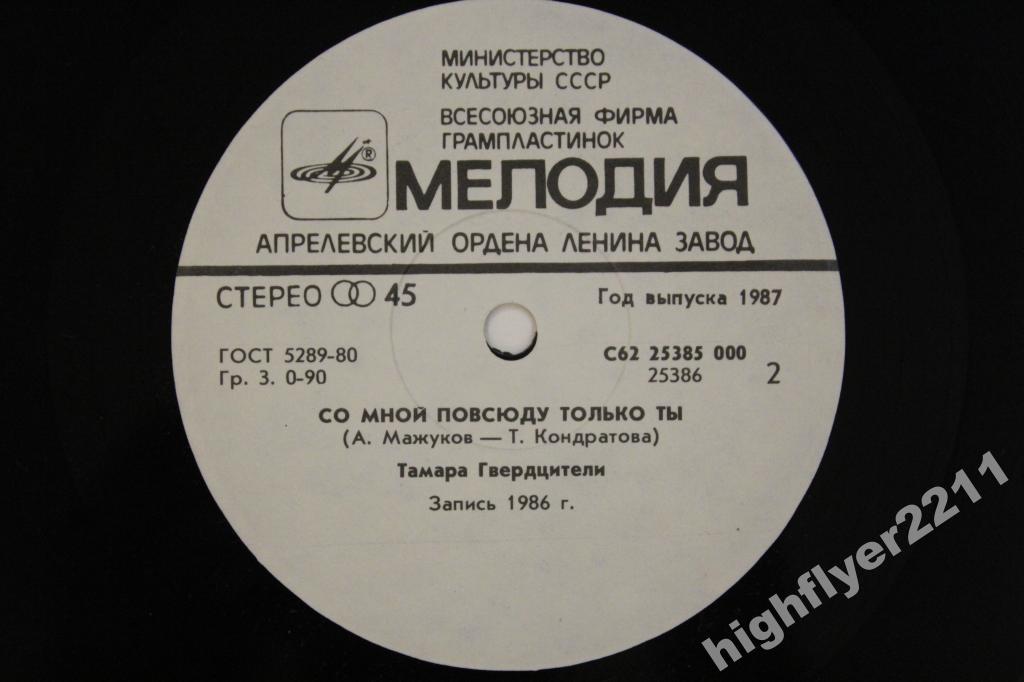 МИНИСТЕРСТВО
КУЛЬТУРЫ СССР
ВСЕСОЮЗНАЯ ФИРМА
ГРАМПЛАСТИНОК
®
МЕЛОДИЯ
АПРЕЛЕВСКИЙ ОРДЕНА ЛЕНИНА ЗАВОД
СТЕРЕО 45
Год выпуска 1987
ГОСТ 5289-80
С62 25385 000
Гр. 3. 0-90
25386 2
СО МНОЙ ПОВСЮДУ ТОЛЬКО ТЫ
(А. Мажуков — Т. Кондратова)
Тамара Гвердцители
Запись 1986 г.
highflyer2211